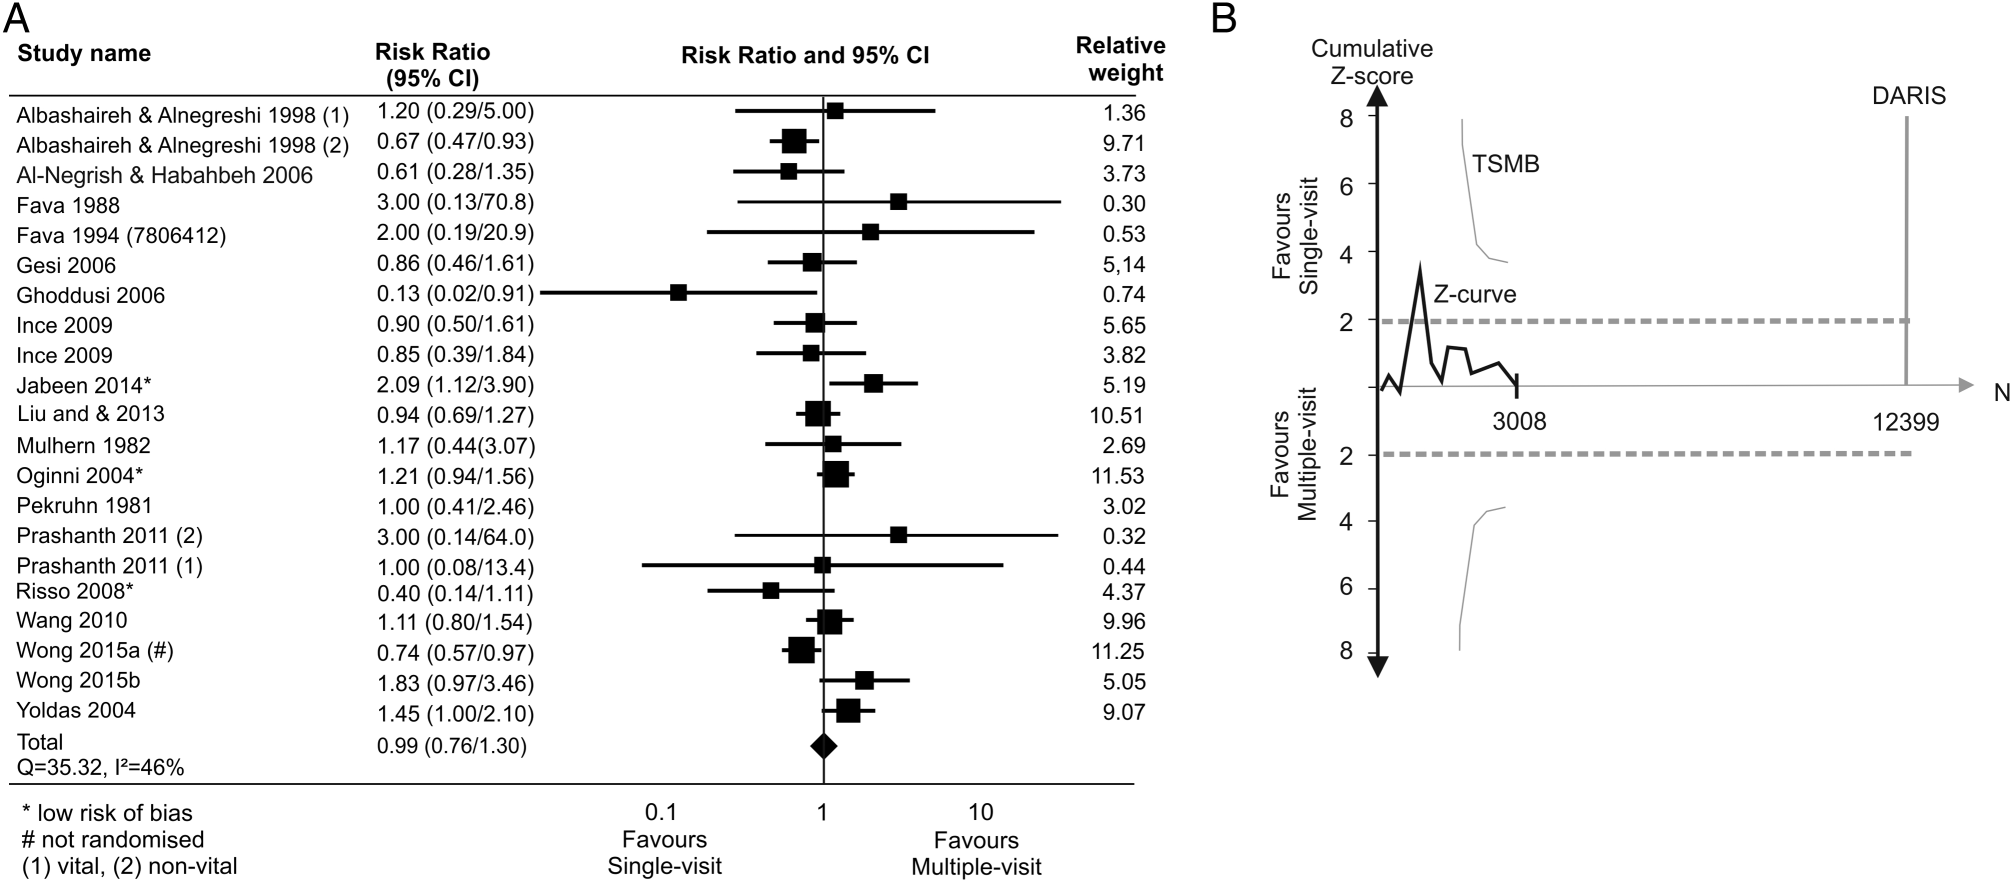 A
Study name Risk Ratio (95% CI) Risk Ratio and 95% CI Relative weight
Albashaireh & Alnegreshi 1998 (1) 1.20 (0.29/5.00) 1.36
Albashaireh & Alnegreshi 1998 (2) 0.67 (0.47/0.93) 9.71
Al-Negrish & Habahbeh 2006 0.61 (0.28/1.35) 3.73
Fava 1988 3.00 (0.13/70.8) 0.30
Fava 1994 (7806412) 2.00 (0.19/20.9) 0.53
Gesi 2006 0.86 (0.46/1.61) 5,14
Ghoddusi 2006 0.13 (0.02/0.91) 0.74
Ince 2009 0.90 (0.50/1.61) 5.65
Ince 2009 0.85 (0.39/1.84) 3.82
Jabeen 2014* 2.09 (1.12/3.90) 5.19
Liu and & 2013 0.94 (0.69/1.27) 10.51
Mulhern 1982 1.17 (0.44(3.07) 2.69
Oginni 2004* 1.21 (0.94/1.56) 11.53
Pekruhn 1981 1.00 (0.41/2.46) 3.02
Prashanth 2011 (2) 3.00 (0.14/64.0) 0.32
Prashanth 2011 (1) 1.00 (0.08/13.4) 0.44
Risso 2008* 0.40 (0.14/1.11) 4.37
Wang 2010 1.11 (0.80/1.54) 9.96
Wong 2015a (#) 0.74 (0.57/0.97) 11.25
Wong 2015b 1.83 (0.97/3.46) 5.05
Yoldas 2004 1.45 (1.00/2.10) 9.07
Total 0.99 (0.76/1.30)
Q=35.32, I²=46%
* low risk of bias
# not randomised
(1) vital, (2) non-vital
0.1 1 10
Favours Single-visit
Favours Multiple-visit
B
Cumulative
Z-score
DARIS
8
TSMB
6
4
Z-curve
2
Favours
Single-visit
N
3008 12399
Favours
Multiple-visit
2
4
6
8